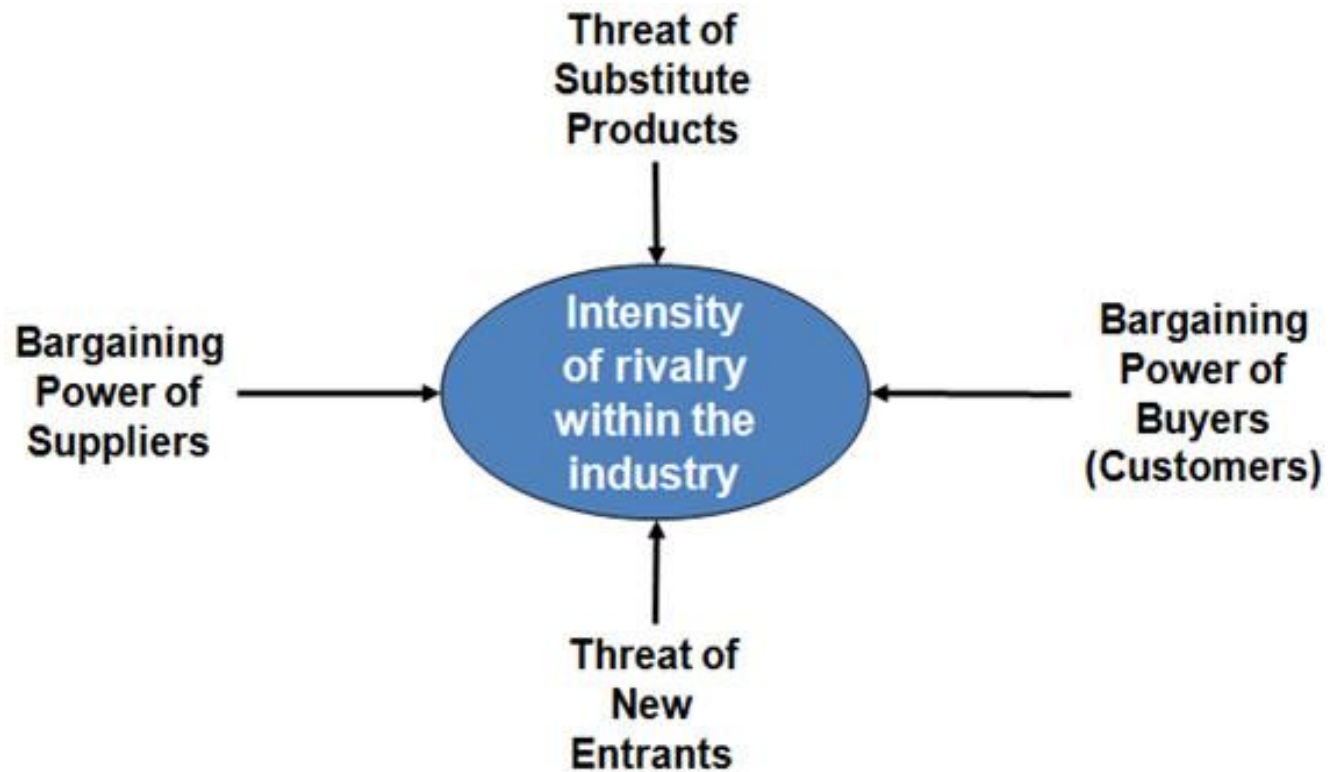 Threat of
Substitute
Products
Bargaining
Power of
Suppliers
Intensity
of rivalry
within the
industry
Bargaining
Power of
Buyers
(Customers)
Threat of
New
Entrants